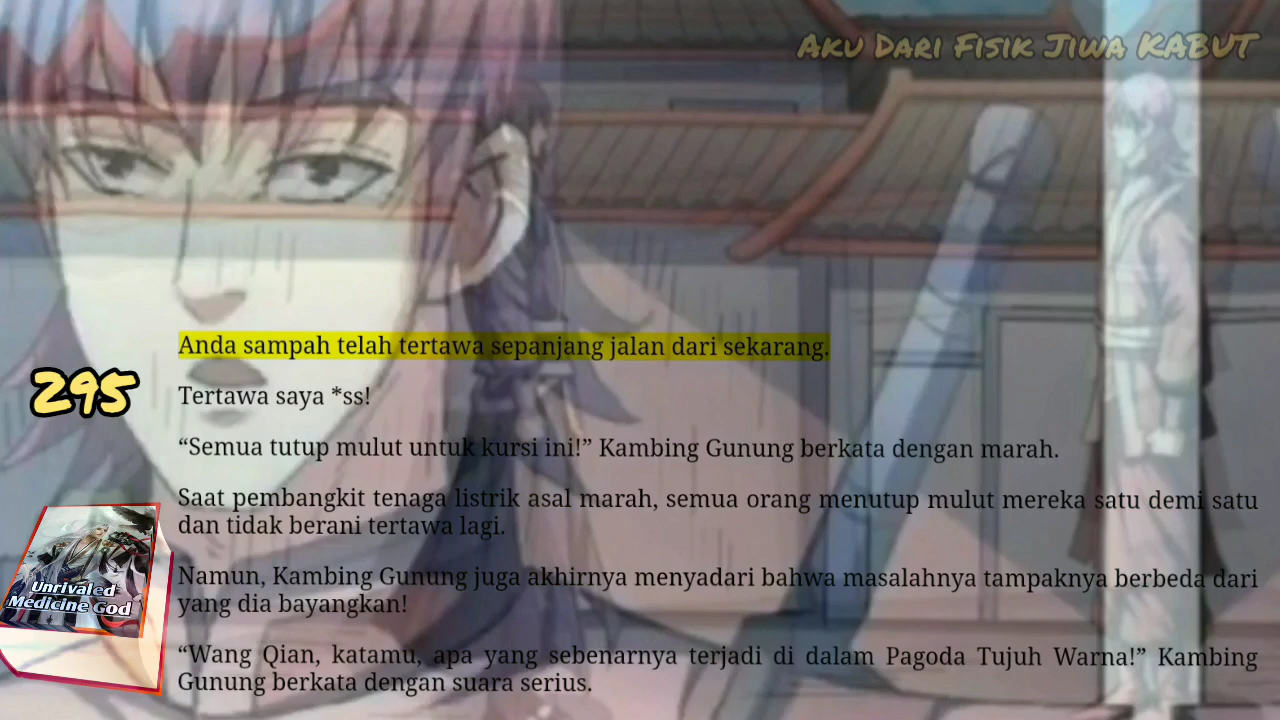 AKU DARI FISIK JIWA KABUT
Anda sampah telah tertawa sepanjang jalan dari sekarang.
295
Tertawa saya *ss!
“Semua tutup mulut untuk kursi ini!” Kambing Gunung berkata dengan marah.
Saat pembangkit tenaga listrik asal marah, semua orang menutup mulut mereka satu demi satu
dan tidak berani tertawa lagi.
Namun, Kambing Gunung juga akhirnya menyadari bahwa masalahnya tampaknya berbeda dari
yang dia bayangkan!
Unrivaled
Medicine God
“Wang Qian, katamu, apa yang sebenarnya terjadi di dalam Pagoda Tujuh Warna!” Kambing
Gunung berkata dengan suara serius.